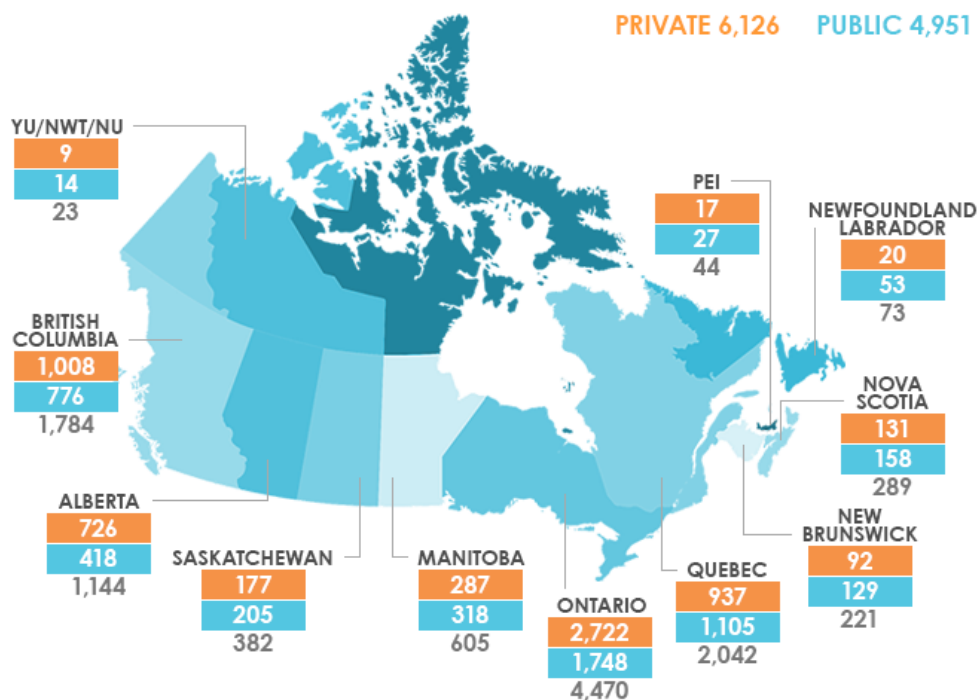 PRIVATE 6,126 PUBLIC 4,951
YU/NWT/NU
9
14
23
PEI
17
27
44
NEWFOUNDLAND
LABRADOR
20
53
73
BRITISH
COLUMBIA
1,008
776
1,784
NOVA
SCOTIA
131
158
289
ALBERTA
726
418
1,144
SASKATCHEWAN
177
205
382
MANITOBA
287
318
605
ONTARIO
2,722
1,748
4,470
QUEBEC
937
1,105
2,042
NEW
BRUNSWICK
92
129
221